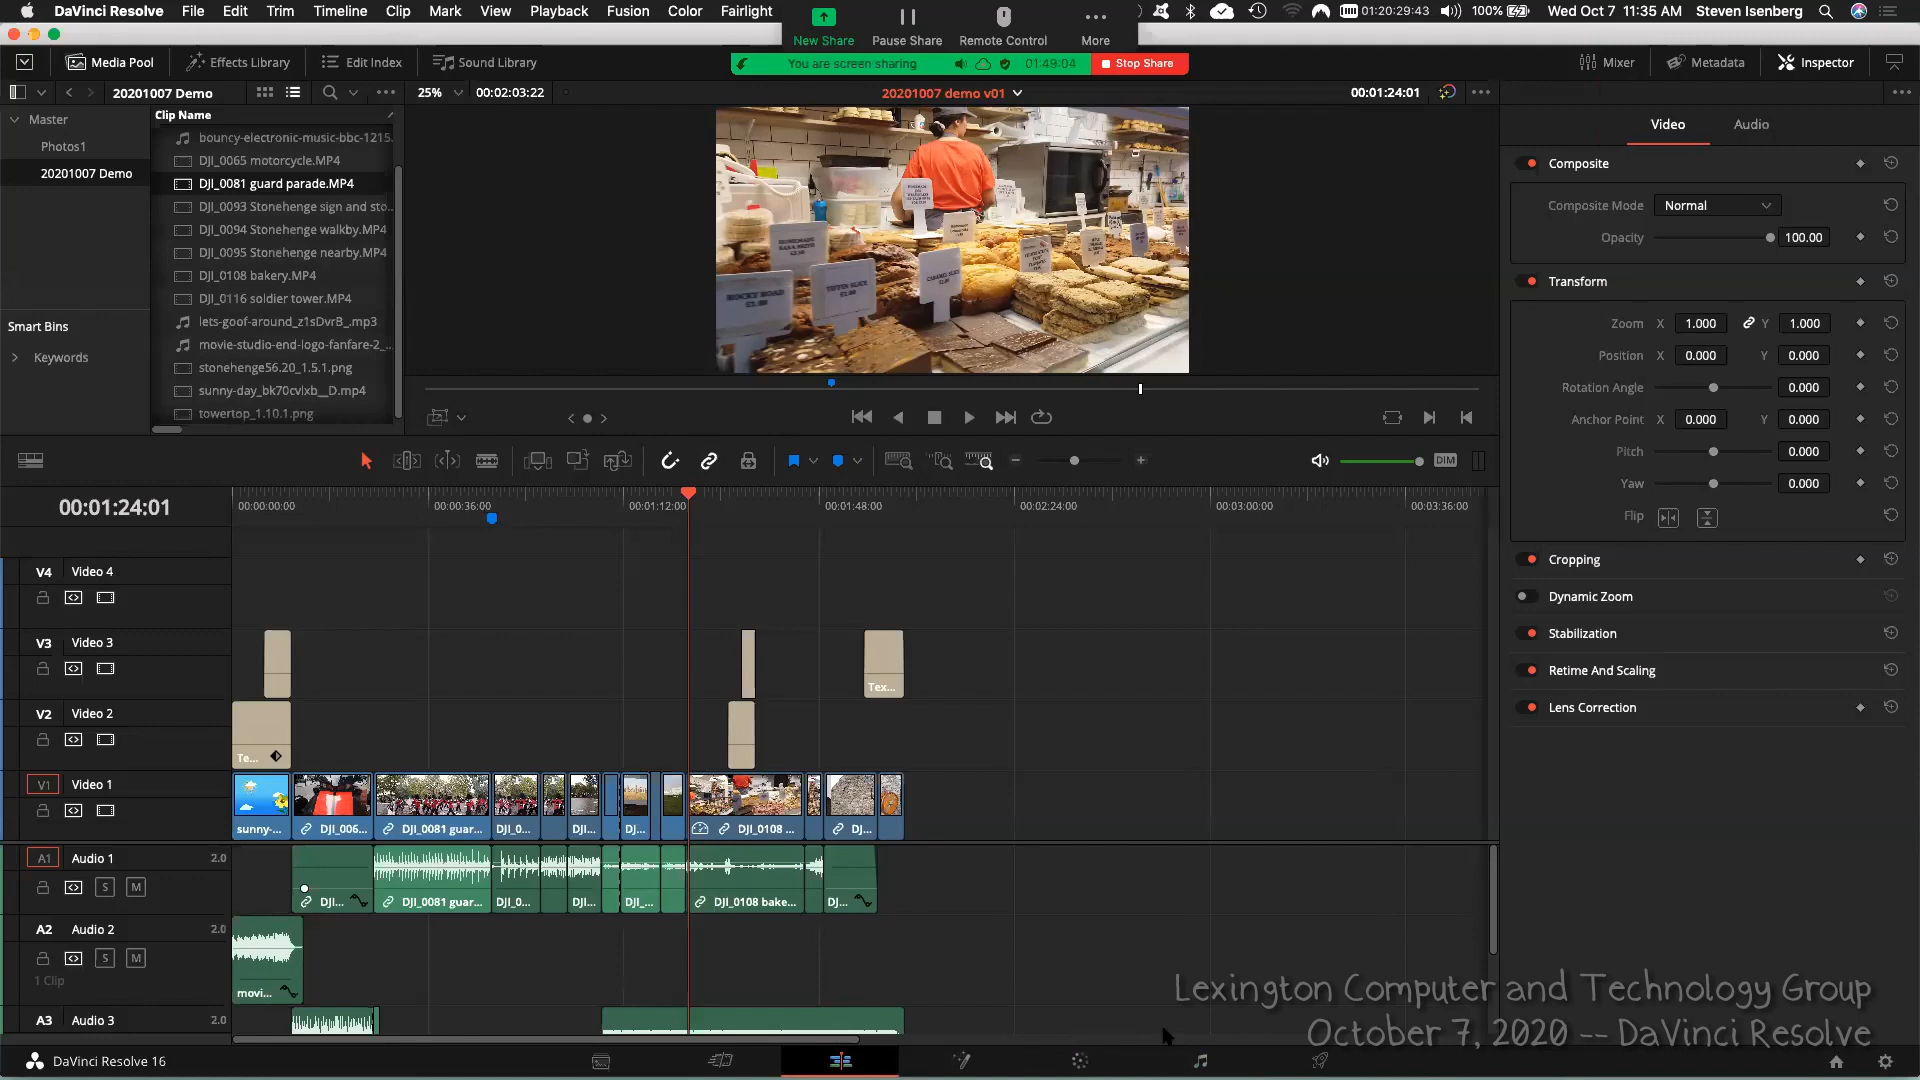 DaVinci Resolve File Edit Trim Timeline Clip Mark View Playback Fusion Color Fairlight
01:20:29:43 100% Wed Oct 7 11:35 AM Steven Isenberg
New Share Pause Share Remote Control More
You are screen sharing 01:49:04 Stop Share
Media Pool Effects Library Edit Index Sound Library
Mixer Metadata Inspector
20201007 Demo
25% 00:02:03:22 20201007 demo v01 00:01:24:01
Master
Photos1
20201007 Demo
Smart Bins
Keywords
Clip Name
bouncy-electronic-music-bbc-1215.
DJI_0065 motorcycle.MP4
DJI_0081 guard parade.MP4
DJI_0093 Stonehenge sign and sto..
DJI_0094 Stonehenge walkby.MP4
DJI_0095 Stonehenge nearby.MP4
DJI_0108 bakery.MP4
DJI_0116 soldier tower.MP4
lets-goof-around_z1sDvrB_.mp3
movie-studio-end-logo-fanfare-2_..
stonehenge56.20_1.5.1.png
sunny-day_bk70cvlxb__D.mp4
towertop_1.10.1.png
ROCKY ROAD
TIFFIN SLICE
CARAMEL SLICE
Video Audio
Composite
Composite Mode Normal
Opacity 100.00
Transform
Zoom X 1.000 Y 1.000
Position X 0.000 Y 0.000
Rotation Angle 0.000
Anchor Point X 0.000 Y 0.000
Pitch 0.000
Yaw 0.000
Flip
Cropping
Dynamic Zoom
Stabilization
Retime And Scaling
Lens Correction
DIM
00:01:24:01
00:00:00:00 00:00:36:00 00:01:12:00 00:01:48:00 00:02:24:00 00:03:00:00 00:03:36:00
V4 Video 4
V3 Video 3
Tex...
V2 Video 2
Te...
V1 Video 1
sunny-... DJI_006... DJI_0081 guar... DJI_0... DJI... DJ... DJI_0108 ... DJ...
A1 Audio 1 2.0
S M
DJI... DJI_0081 guar... DJI_0... DJI... DJI_... DJI_0108 bake... DJ...
A2 Audio 2 2.0
S M
1 Clip
movi...
A3 Audio 3 2.0
Lexington Computer and Technology Group
October 7, 2020 -- DaVinci Resolve
DaVinci Resolve 16